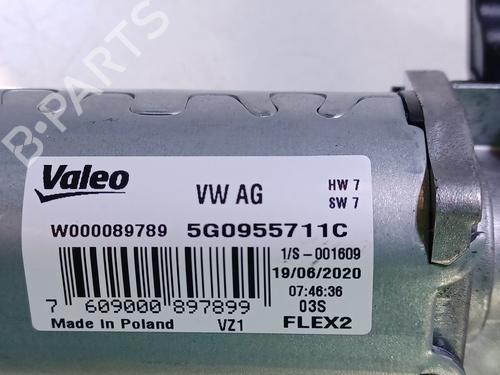 B-PARTS
Valeo
VW AG
HW 7
SW 7
W000089789 5G0955711C
1/S -001609
19/06/2020
07:46:36
7 609000 897899
03S
Made in Poland VZ1 FLEX2